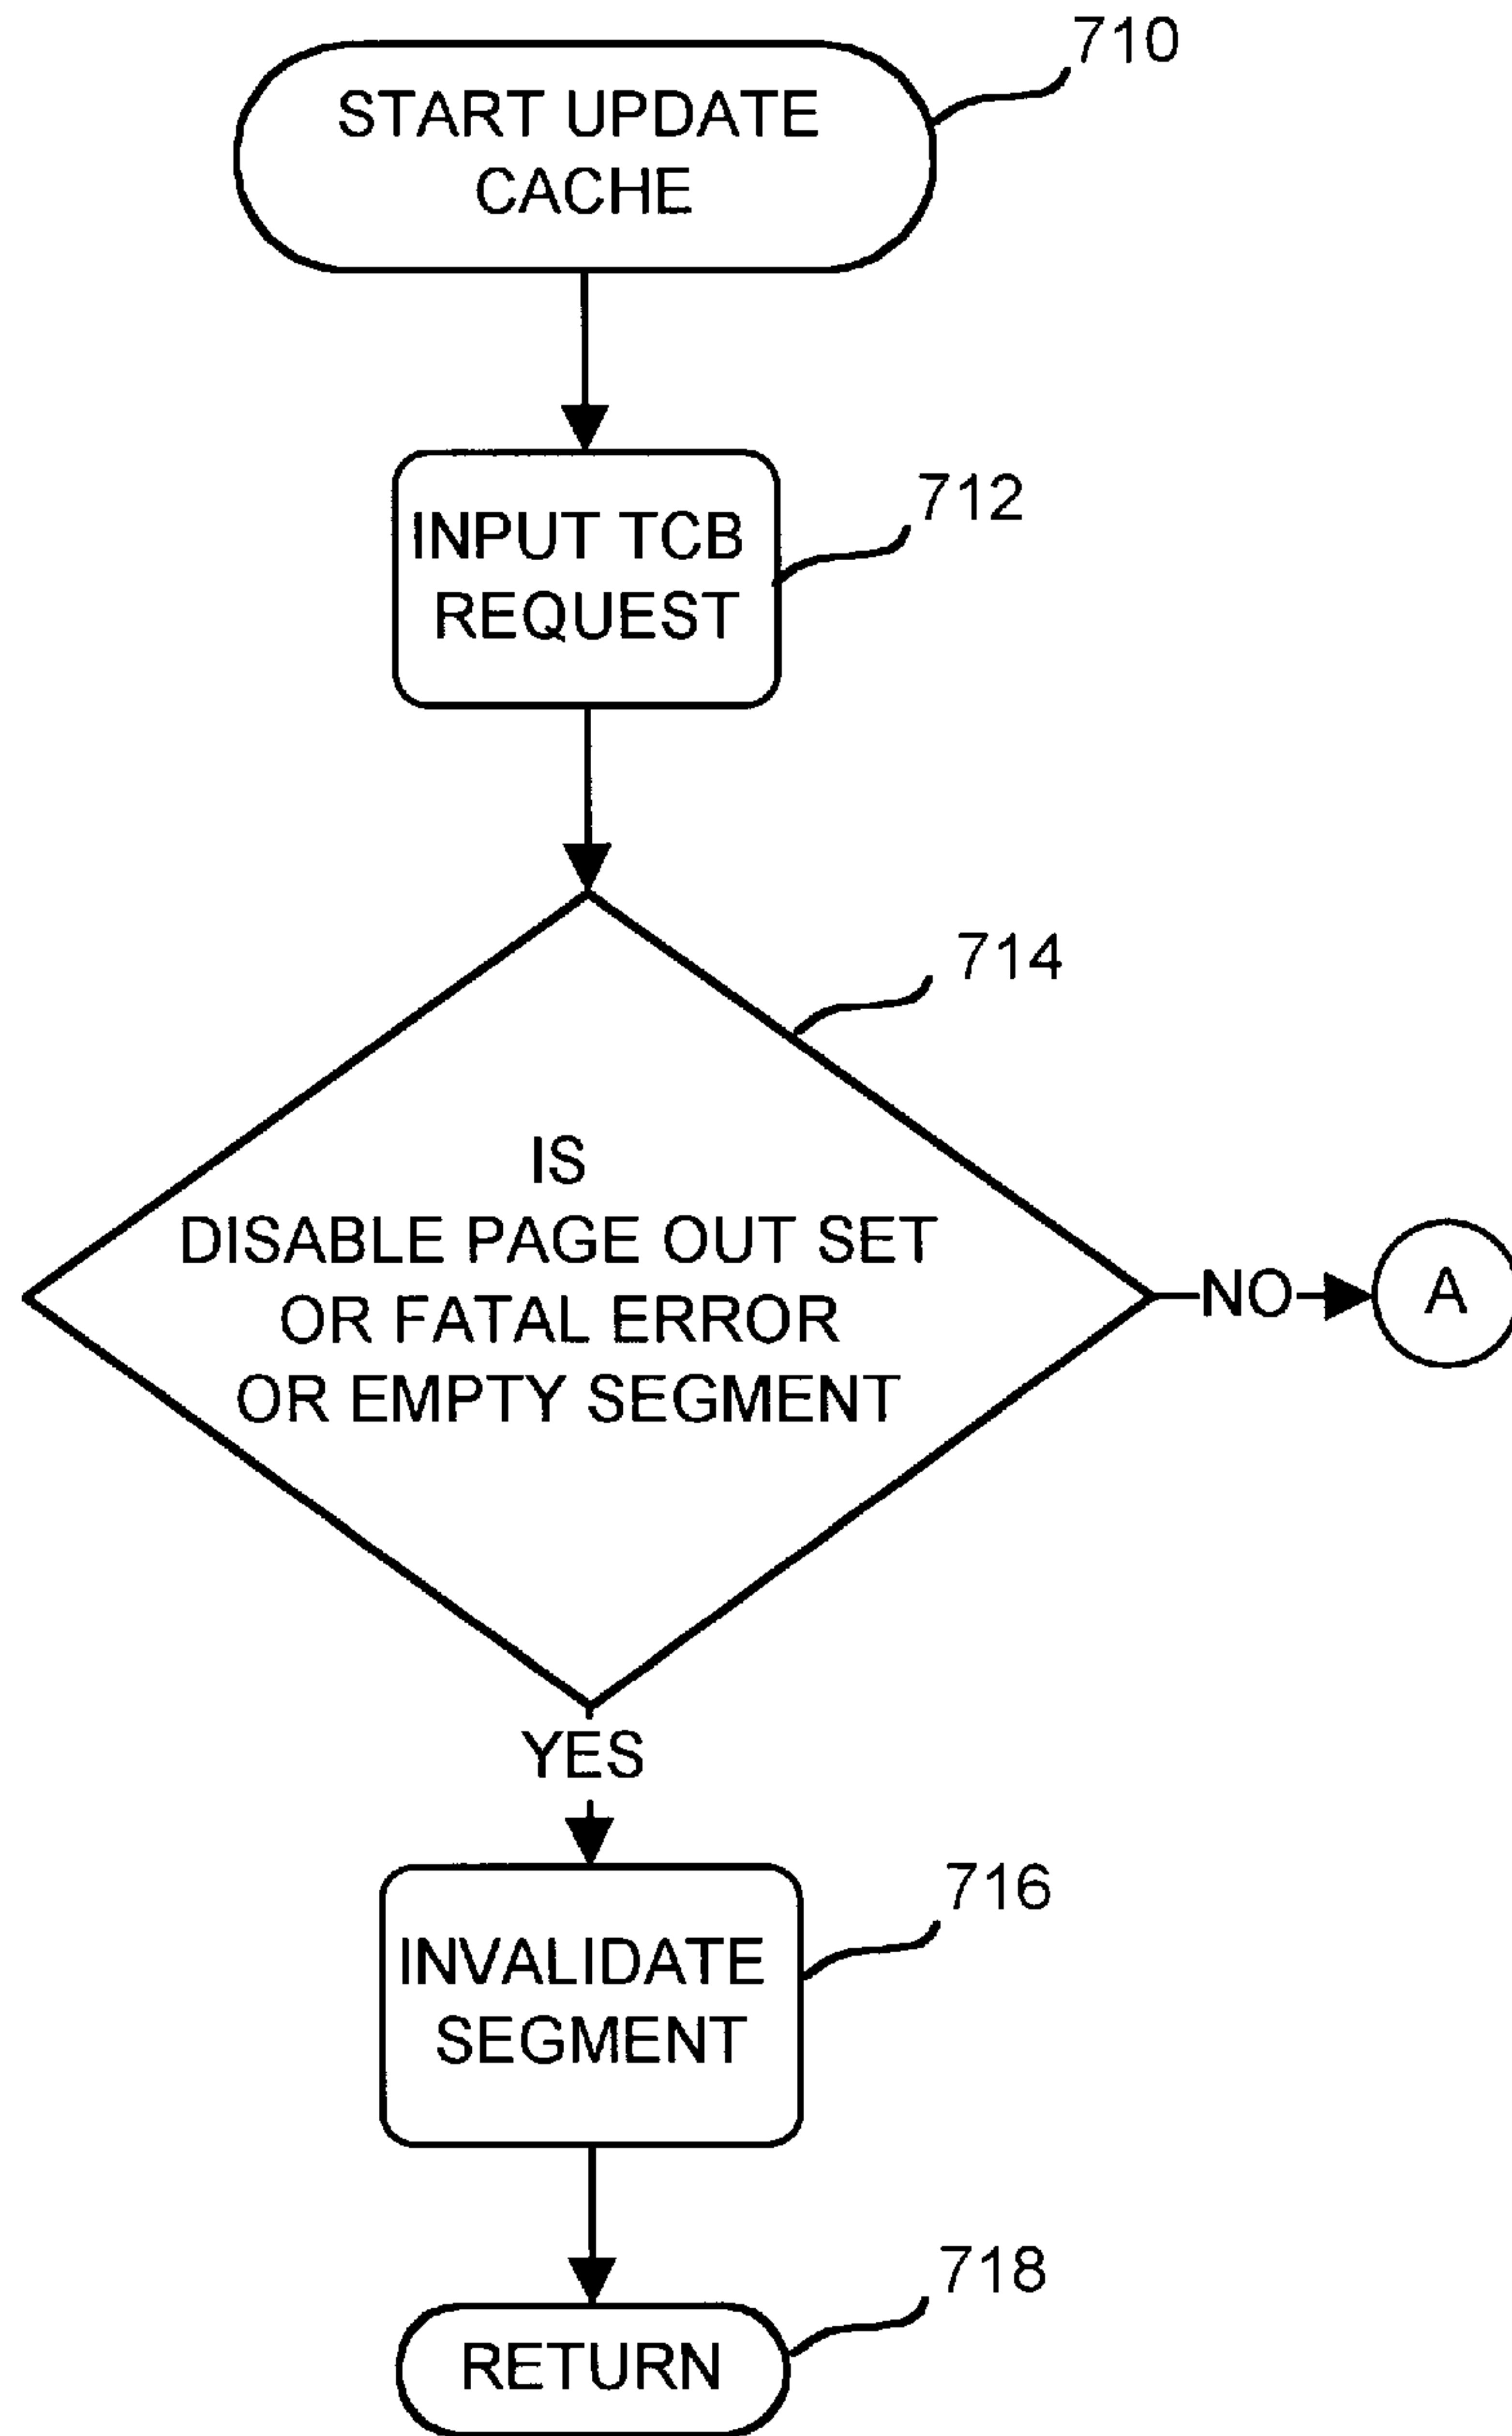 710
START UPDATE
CACHE
712
INPUT TCB
REQUEST
714
IS
DISABLE PAGE OUT SET
OR FATAL ERROR
OR EMPTY SEGMENT
NO
A
YES
716
INVALIDATE
SEGMENT
718
RETURN